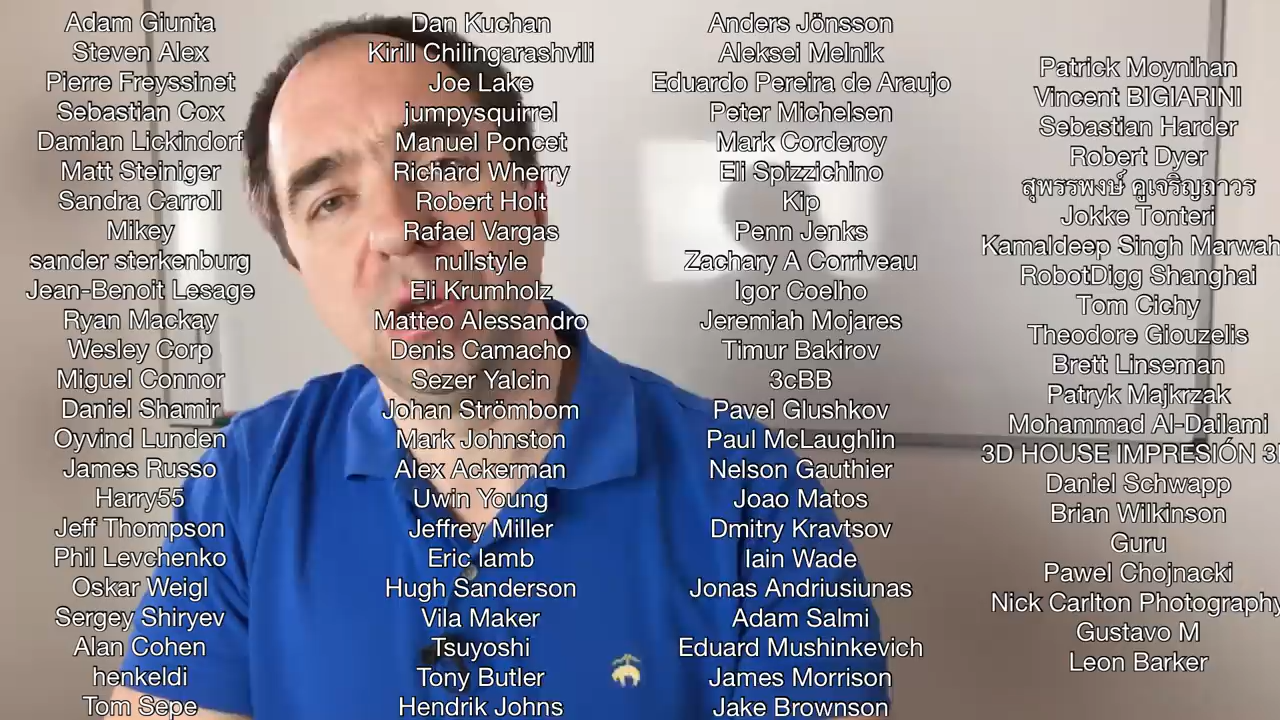 Adam Giunta
Steven Alex
Pierre Freyssinet
Sebastian Cox
Damian Lickindorf
Matt Steiniger
Sandra Carroll
Mikey
sander sterkenburg
Jean-Benoit Lesage
Ryan Mackay
Wesley Corp
Miguel Connor
Daniel Shamir
Oyvind Lunden
James Russo
Harry55
Jeff Thompson
Phil Levchenko
Oskar Weigl
Sergey Shiryev
Alan Cohen
henkeldi
Tom Sepe
Dan Kuchan
Kirill Chilingarashvili
Joe Lake
jumpysquirrel
Manuel Poncet
Richard Wherry
Robert Holt
Rafael Vargas
nullstyle
Eli Krumholz
Matteo Alessandro
Denis Camacho
Sezer Yalcin
Johan Strömbom
Mark Johnston
Alex Ackerman
Uwin Young
Jeffrey Miller
Eric lamb
Hugh Sanderson
Vila Maker
Tsuyoshi
Tony Butler
Hendrik Johns
Anders Jönsson
Aleksei Melnik
Eduardo Pereira de Araujo
Peter Michelsen
Mark Corderoy
Eli Spizzichino
Kip
Penn Jenks
Zachary A Corriveau
Igor Coelho
Jeremiah Mojares
Timur Bakirov
3cBB
Pavel Glushkov
Paul McLaughlin
Nelson Gauthier
Joao Matos
Dmitry Kravtsov
Iain Wade
Jonas Andriusiunas
Adam Salmi
Eduard Mushinkevich
James Morrison
Jake Brownson
Patrick Moynihan
Vincent BIGIARINI
Sebastian Harder
Robert Dyer
สุพรรพงษ์ คูเจริญถาวร
Jokke Tonteri
Kamaldeep Singh Marwah
RobotDigg Shanghai
Tom Cichy
Theodore Giouzelis
Brett Linseman
Patryk Majkrzak
Mohammad Al-Dailami
3D HOUSE IMPRESIÓN 3
Daniel Schwapp
Brian Wilkinson
Guru
Pawel Chojnacki
Nick Carlton Photography
Gustavo M
Leon Barker